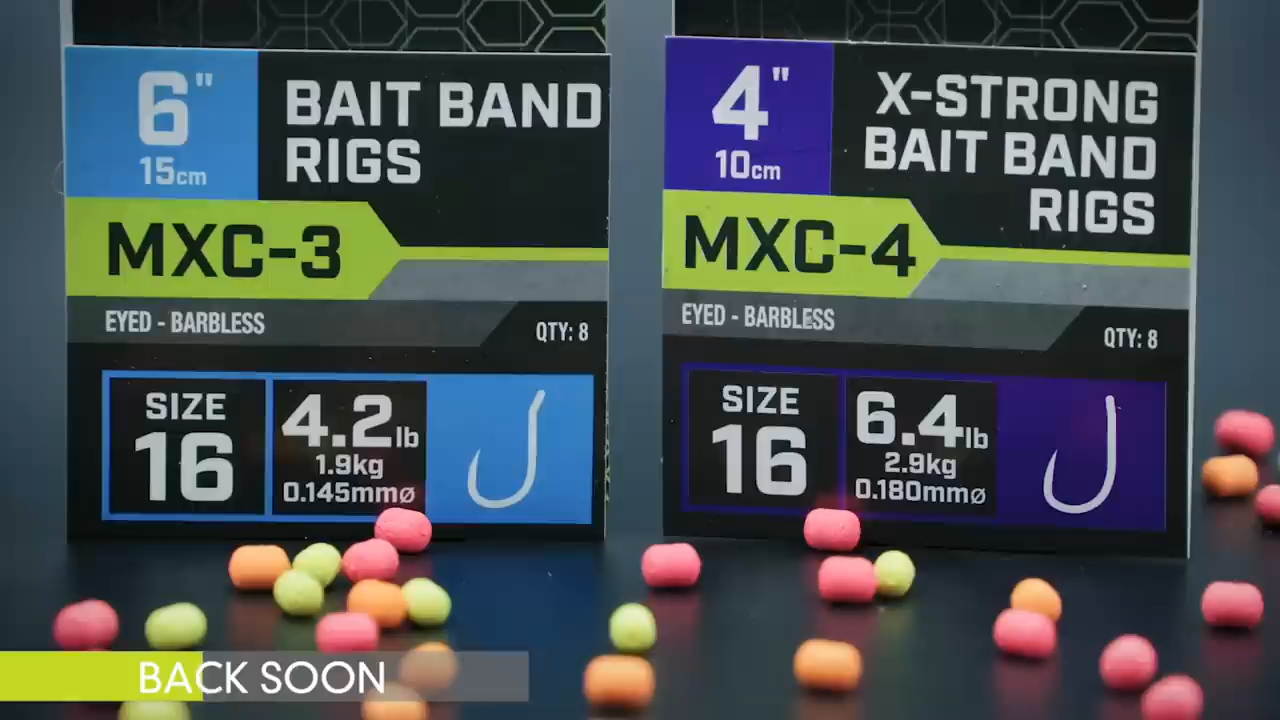 6"
15cm
BAIT BAND
RIGS
MXC-3
EYED - BARBLESS
QTY: 8
SIZE
16
4.2lb
1.9kg
0.145mmø
4"
10cm
X-STRONG
BAIT BAND
RIGS
MXC-4
EYED - BARBLESS
QTY: 8
SIZE
16
6.4lb
2.9kg
0.180mmø
BACK SOON